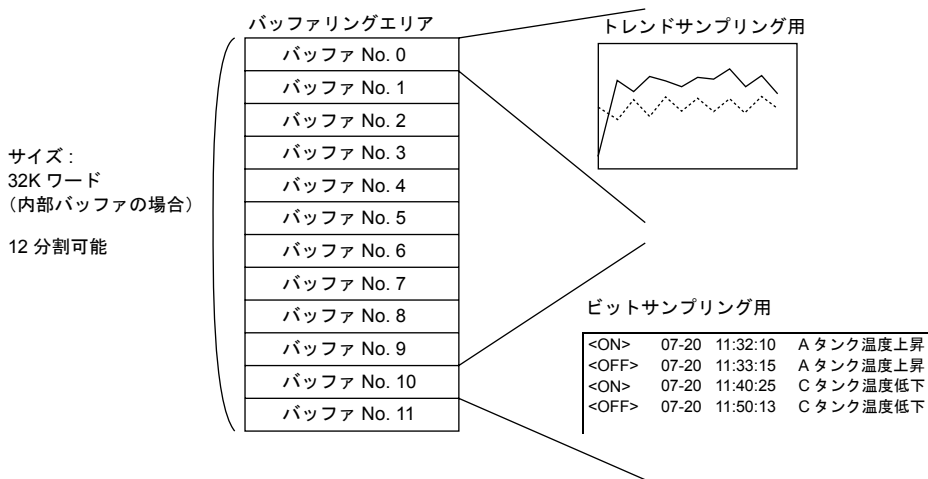 バッファリングエリア
バッファ No. 0
バッファ No. 1
バッファ No. 2
バッファ No. 3
バッファ No. 4
バッファ No. 5
バッファ No. 6
バッファ No. 7
バッファ No. 8
バッファ No. 9
バッファ No. 10
バッファ No. 11
サイズ :
32K ワード
（内部バッファの場合）
12 分割可能
トレンドサンプリング用
ビットサンプリング用
<ON> 07-20 11:32:10 A タンク温度上昇
<OFF> 07-20 11:33:15 A タンク温度上昇
<ON> 07-20 11:40:25 C タンク温度低下
<OFF> 07-20 11:50:13 C タンク温度低下